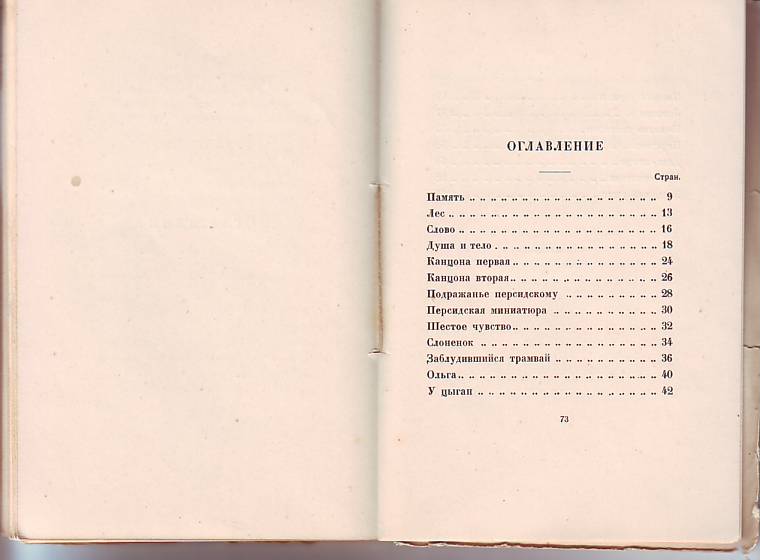 ОГЛАВЛЕНИЕ
Стран.
Память . . . . . . . . . . . . . . . . . . 9
Лес . . . . . . . . . . . . . . . . . . . . 13
Слово . . . . . . . . . . . . . . . . . . . 16
Душа и тело . . . . . . . . . . . . . . . . 18
Канцона первая . . . . . . . . . . . . . . 24
Канцона вторая . . . . . . . . . . . . . . 26
Подражанье персидскому . . . . . . . . . 28
Персидская миниатюра . . . . . . . . . . 30
Шестое чувство . . . . . . . . . . . . . . 32
Слоненок . . . . . . . . . . . . . . . . . 34
Заблудившийся трамвай . . . . . . . . . . 36
Ольга . . . . . . . . . . . . . . . . . . . 40
У цыган . . . . . . . . . . . . . . . . . . 42
73